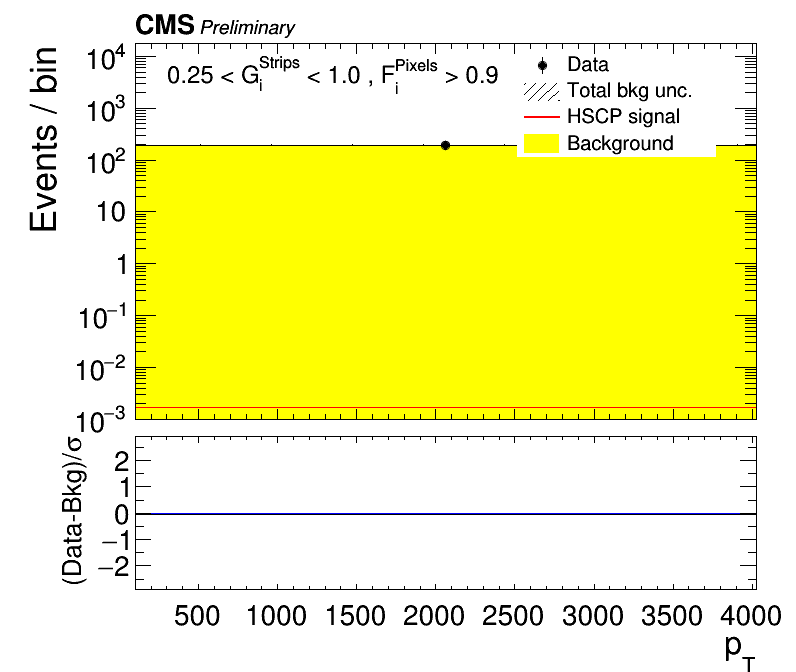 CMS Preliminary
0.25 < G_i^Strips < 1.0 , F_i^Pixels > 0.9
Data
Total bkg unc.
HSCP signal
Background
Events / bin
10^4
10^3
10^2
10
1
10^−1
10^−2
10^−3
(Data-Bkg)/σ
2
1
0
−1
−2
500 1000 1500 2000 2500 3000 3500 4000
p_T